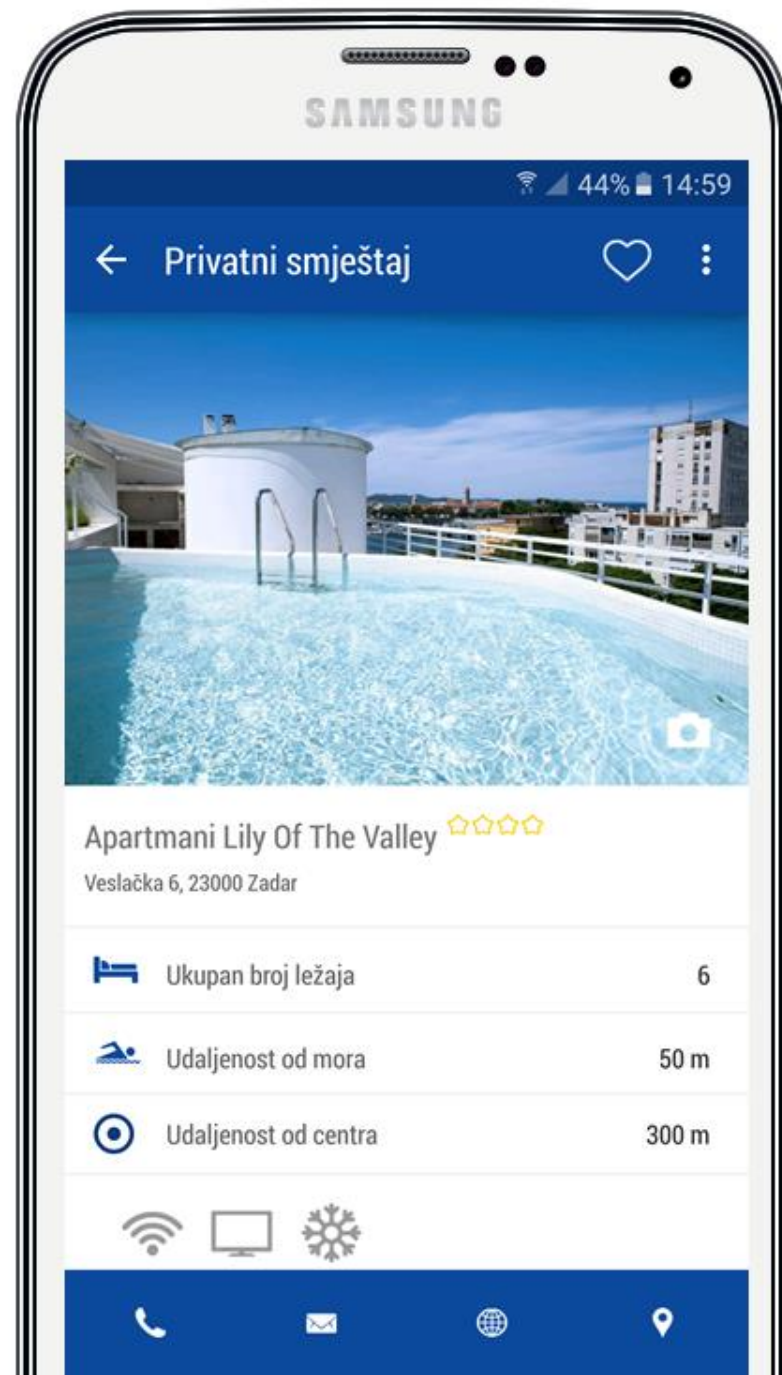 SAMSUNG
44% 14:59
Privatni smještaj
Apartmani Lily Of The Valley
Veslačka 6, 23000 Zadar
Ukupan broj ležaja 6
Udaljenost od mora 50 m
Udaljenost od centra 300 m